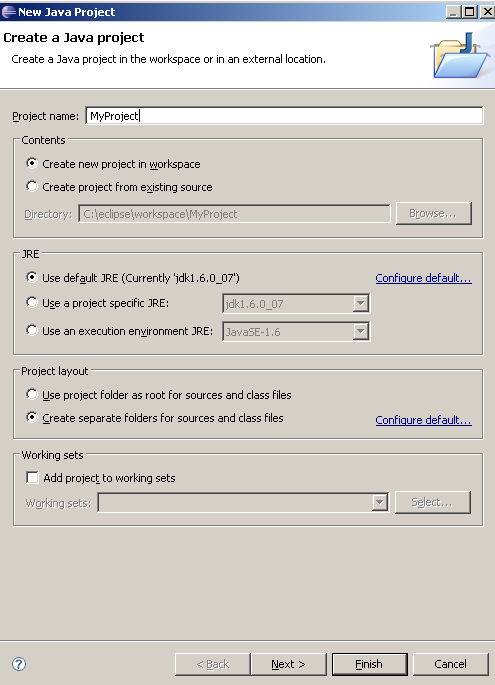 New Java Project
Create a Java project
Create a Java project in the workspace or in an external location.
Project name: MyProject
Contents
Create new project in workspace
Create project from existing source
Directory: C:\eclipse\workspace\MyProject Browse...
JRE
Use default JRE (Currently 'jdk1.6.0_07') Configure default...
Use a project specific JRE: jdk1.6.0_07
Use an execution environment JRE: JavaSE-1.6
Project layout
Use project folder as root for sources and class files
Create separate folders for sources and class files Configure default...
Working sets
Add project to working sets
Working sets: Select...
? < Back Next > Finish Cancel